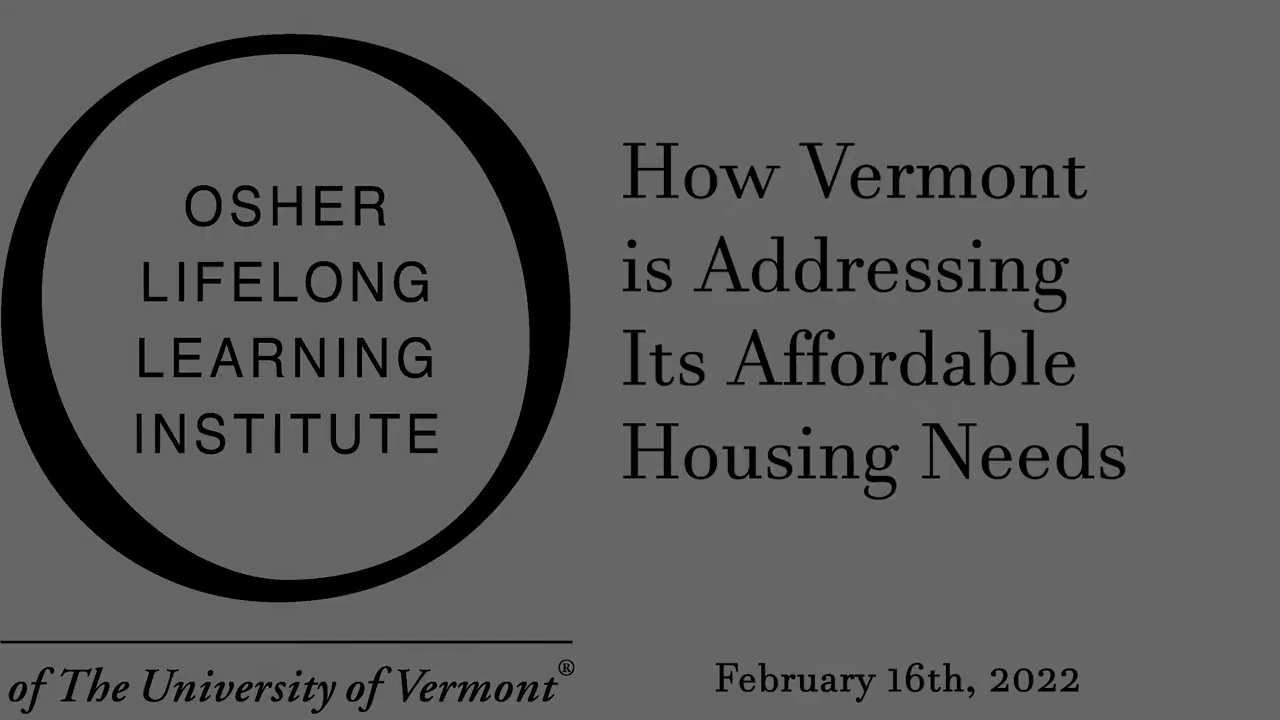 OSHER
LIFELONG
LEARNING
INSTITUTE
of The University of Vermont®
How Vermont
is Addressing
Its Affordable
Housing Needs
February 16th, 2022